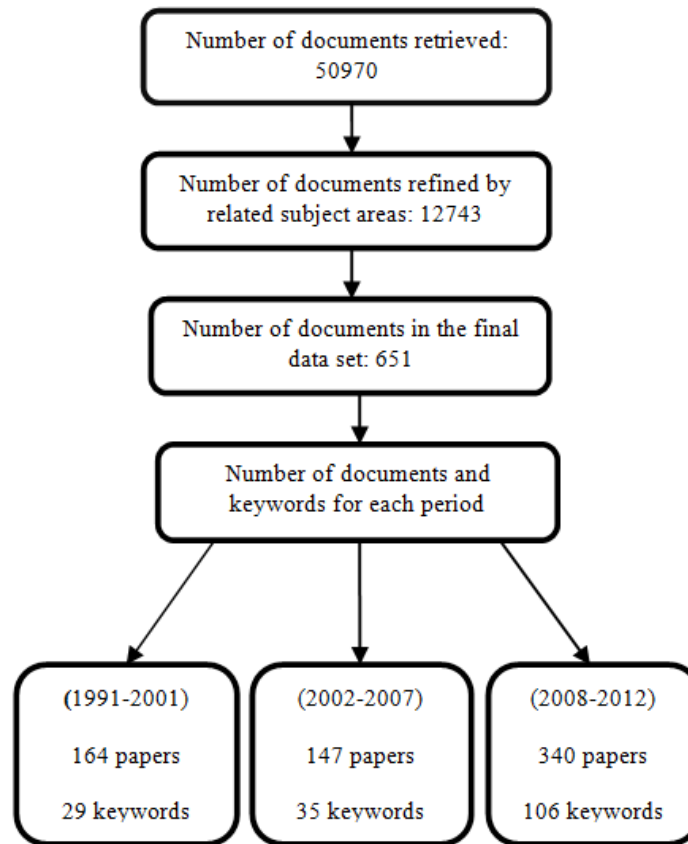 Number of documents retrieved:
50970
Number of documents refined by
related subject areas: 12743
Number of documents in the final
data set: 651
Number of documents and
keywords for each period
(1991-2001)
164 papers
29 keywords
(2002-2007)
147 papers
35 keywords
(2008-2012)
340 papers
106 keywords